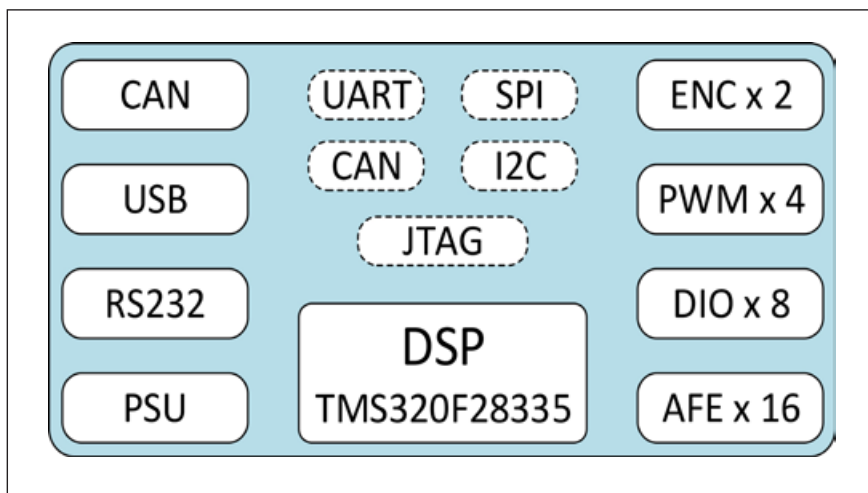 CAN
USB
RS232
PSU
UART
SPI
CAN
I2C
JTAG
DSP
TMS320F28335
ENC x 2
PWM x 4
DIO x 8
AFE x 16